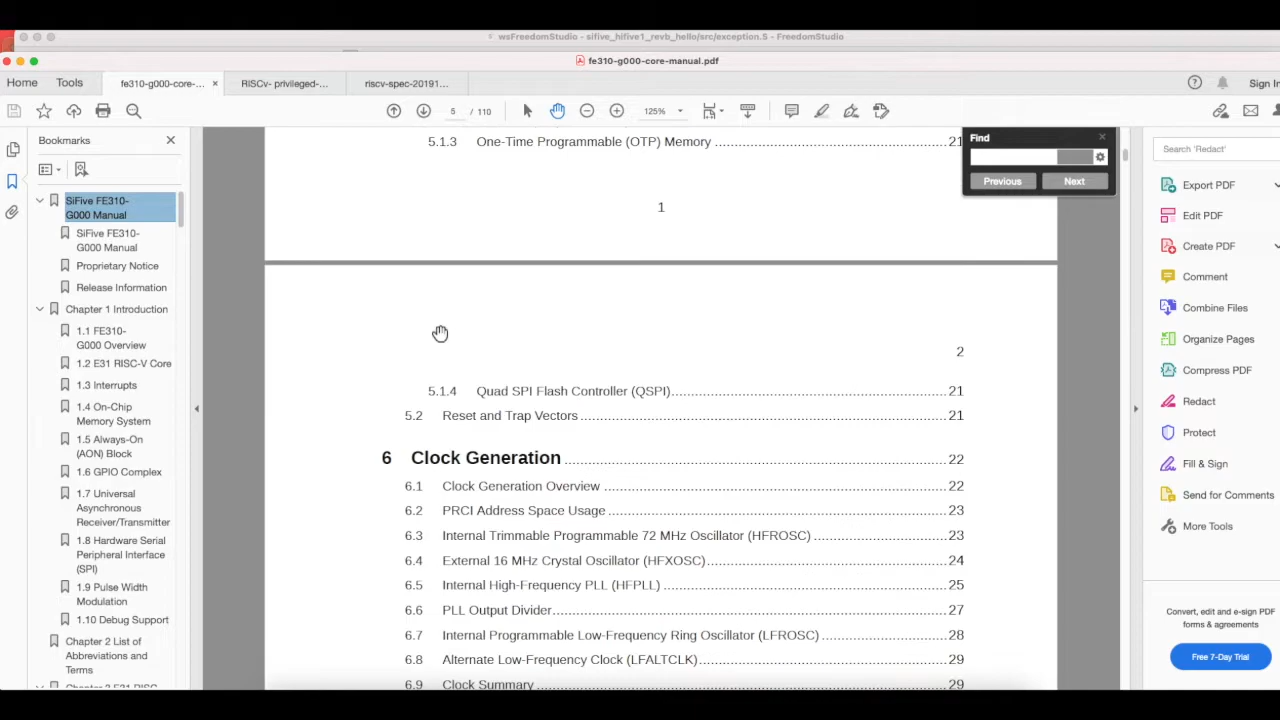 wsFreedomStudio - sifive_hifive1_revb_hello/src/exception.S - FreedomStudio
fe310-g000-core-manual.pdf
Home Tools fe310-g000-core-... × RISCv- privileged-... riscv-spec-20191... Sign In
5 / 110 125%
Bookmarks
SiFive FE310-
G000 Manual
SiFive FE310-
G000 Manual
Proprietary Notice
Release Information
Chapter 1 Introduction
1.1 FE310-
G000 Overview
1.2 E31 RISC-V Core
1.3 Interrupts
1.4 On-Chip
Memory System
1.5 Always-On
(AON) Block
1.6 GPIO Complex
1.7 Universal
Asynchronous
Receiver/Transmitter
1.8 Hardware Serial
Peripheral Interface
(SPI)
1.9 Pulse Width
Modulation
1.10 Debug Support
Chapter 2 List of
Abbreviations and
Terms
Chapter 3 E31 RISC-
5.1.3 One-Time Programmable (OTP) Memory 21
1
2
5.1.4 Quad SPI Flash Controller (QSPI) 21
5.2 Reset and Trap Vectors 21
6 Clock Generation 22
6.1 Clock Generation Overview 22
6.2 PRCI Address Space Usage 23
6.3 Internal Trimmable Programmable 72 MHz Oscillator (HFROSC) 23
6.4 External 16 MHz Crystal Oscillator (HFXOSC) 24
6.5 Internal High-Frequency PLL (HFPLL) 25
6.6 PLL Output Divider 27
6.7 Internal Programmable Low-Frequency Ring Oscillator (LFROSC) 28
6.8 Alternate Low-Frequency Clock (LFALTCLK) 29
6.9 Clock Summary 29
Find
Previous Next
Search 'Redact'
Export PDF
Edit PDF
Create PDF
Comment
Combine Files
Organize Pages
Compress PDF
Redact
Protect
Fill & Sign
Send for Comments
More Tools
Convert, edit and e-sign PDF
forms & agreements
Free 7-Day Trial